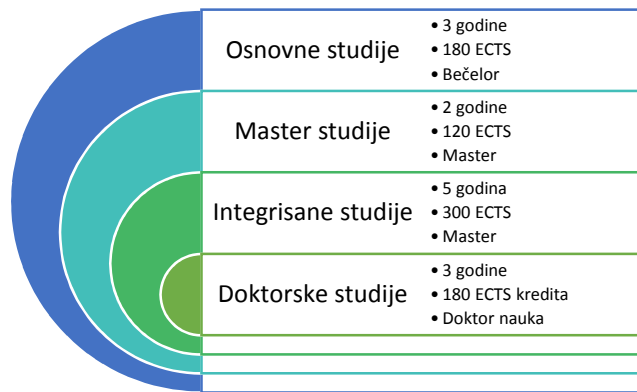 Osnovne studije
• 3 godine
• 180 ECTS
• Bečelor
Master studije
• 2 godine
• 120 ECTS
• Master
Integrisane studije
• 5 godina
• 300 ECTS
• Master
Doktorske studije
• 3 godine
• 180 ECTS kredita
• Doktor nauka